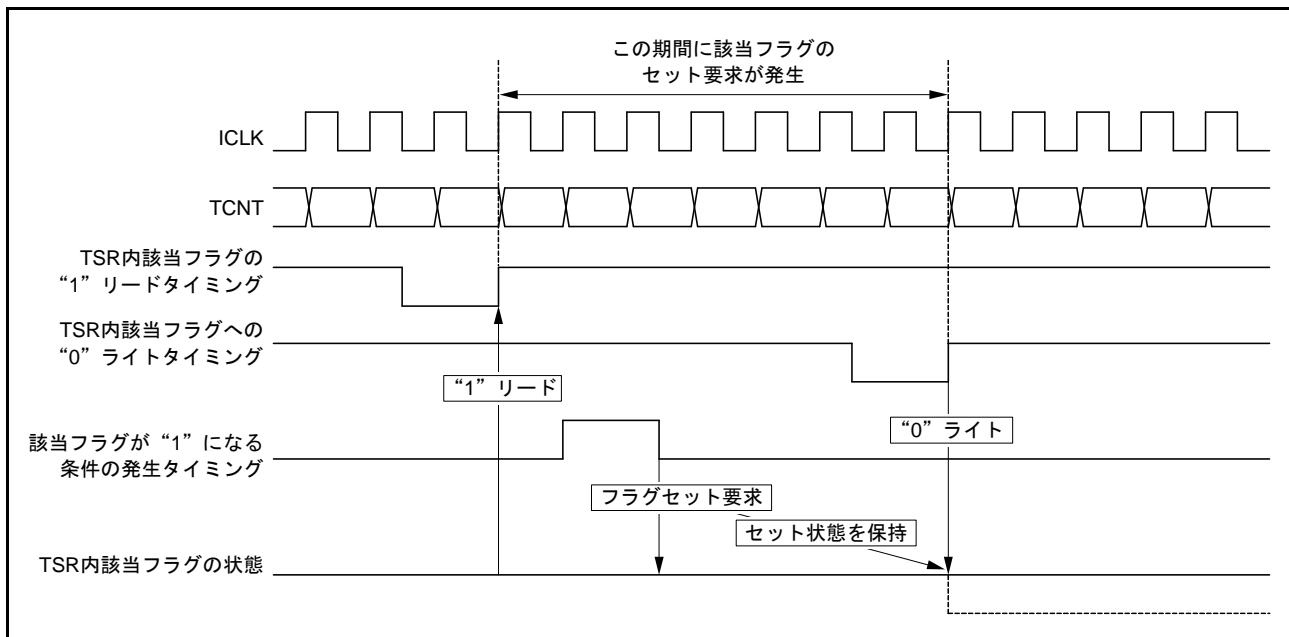 この期間に該当フラグの
セット要求が発生
ICLK
TCNT
TSR内該当フラグの
“1”リードタイミング
TSR内該当フラグへの
“0”ライトタイミング
“1”リード
“0”ライト
該当フラグが“1”になる
条件の発生タイミング
フラグセット要求
セット状態を保持
TSR内該当フラグの状態